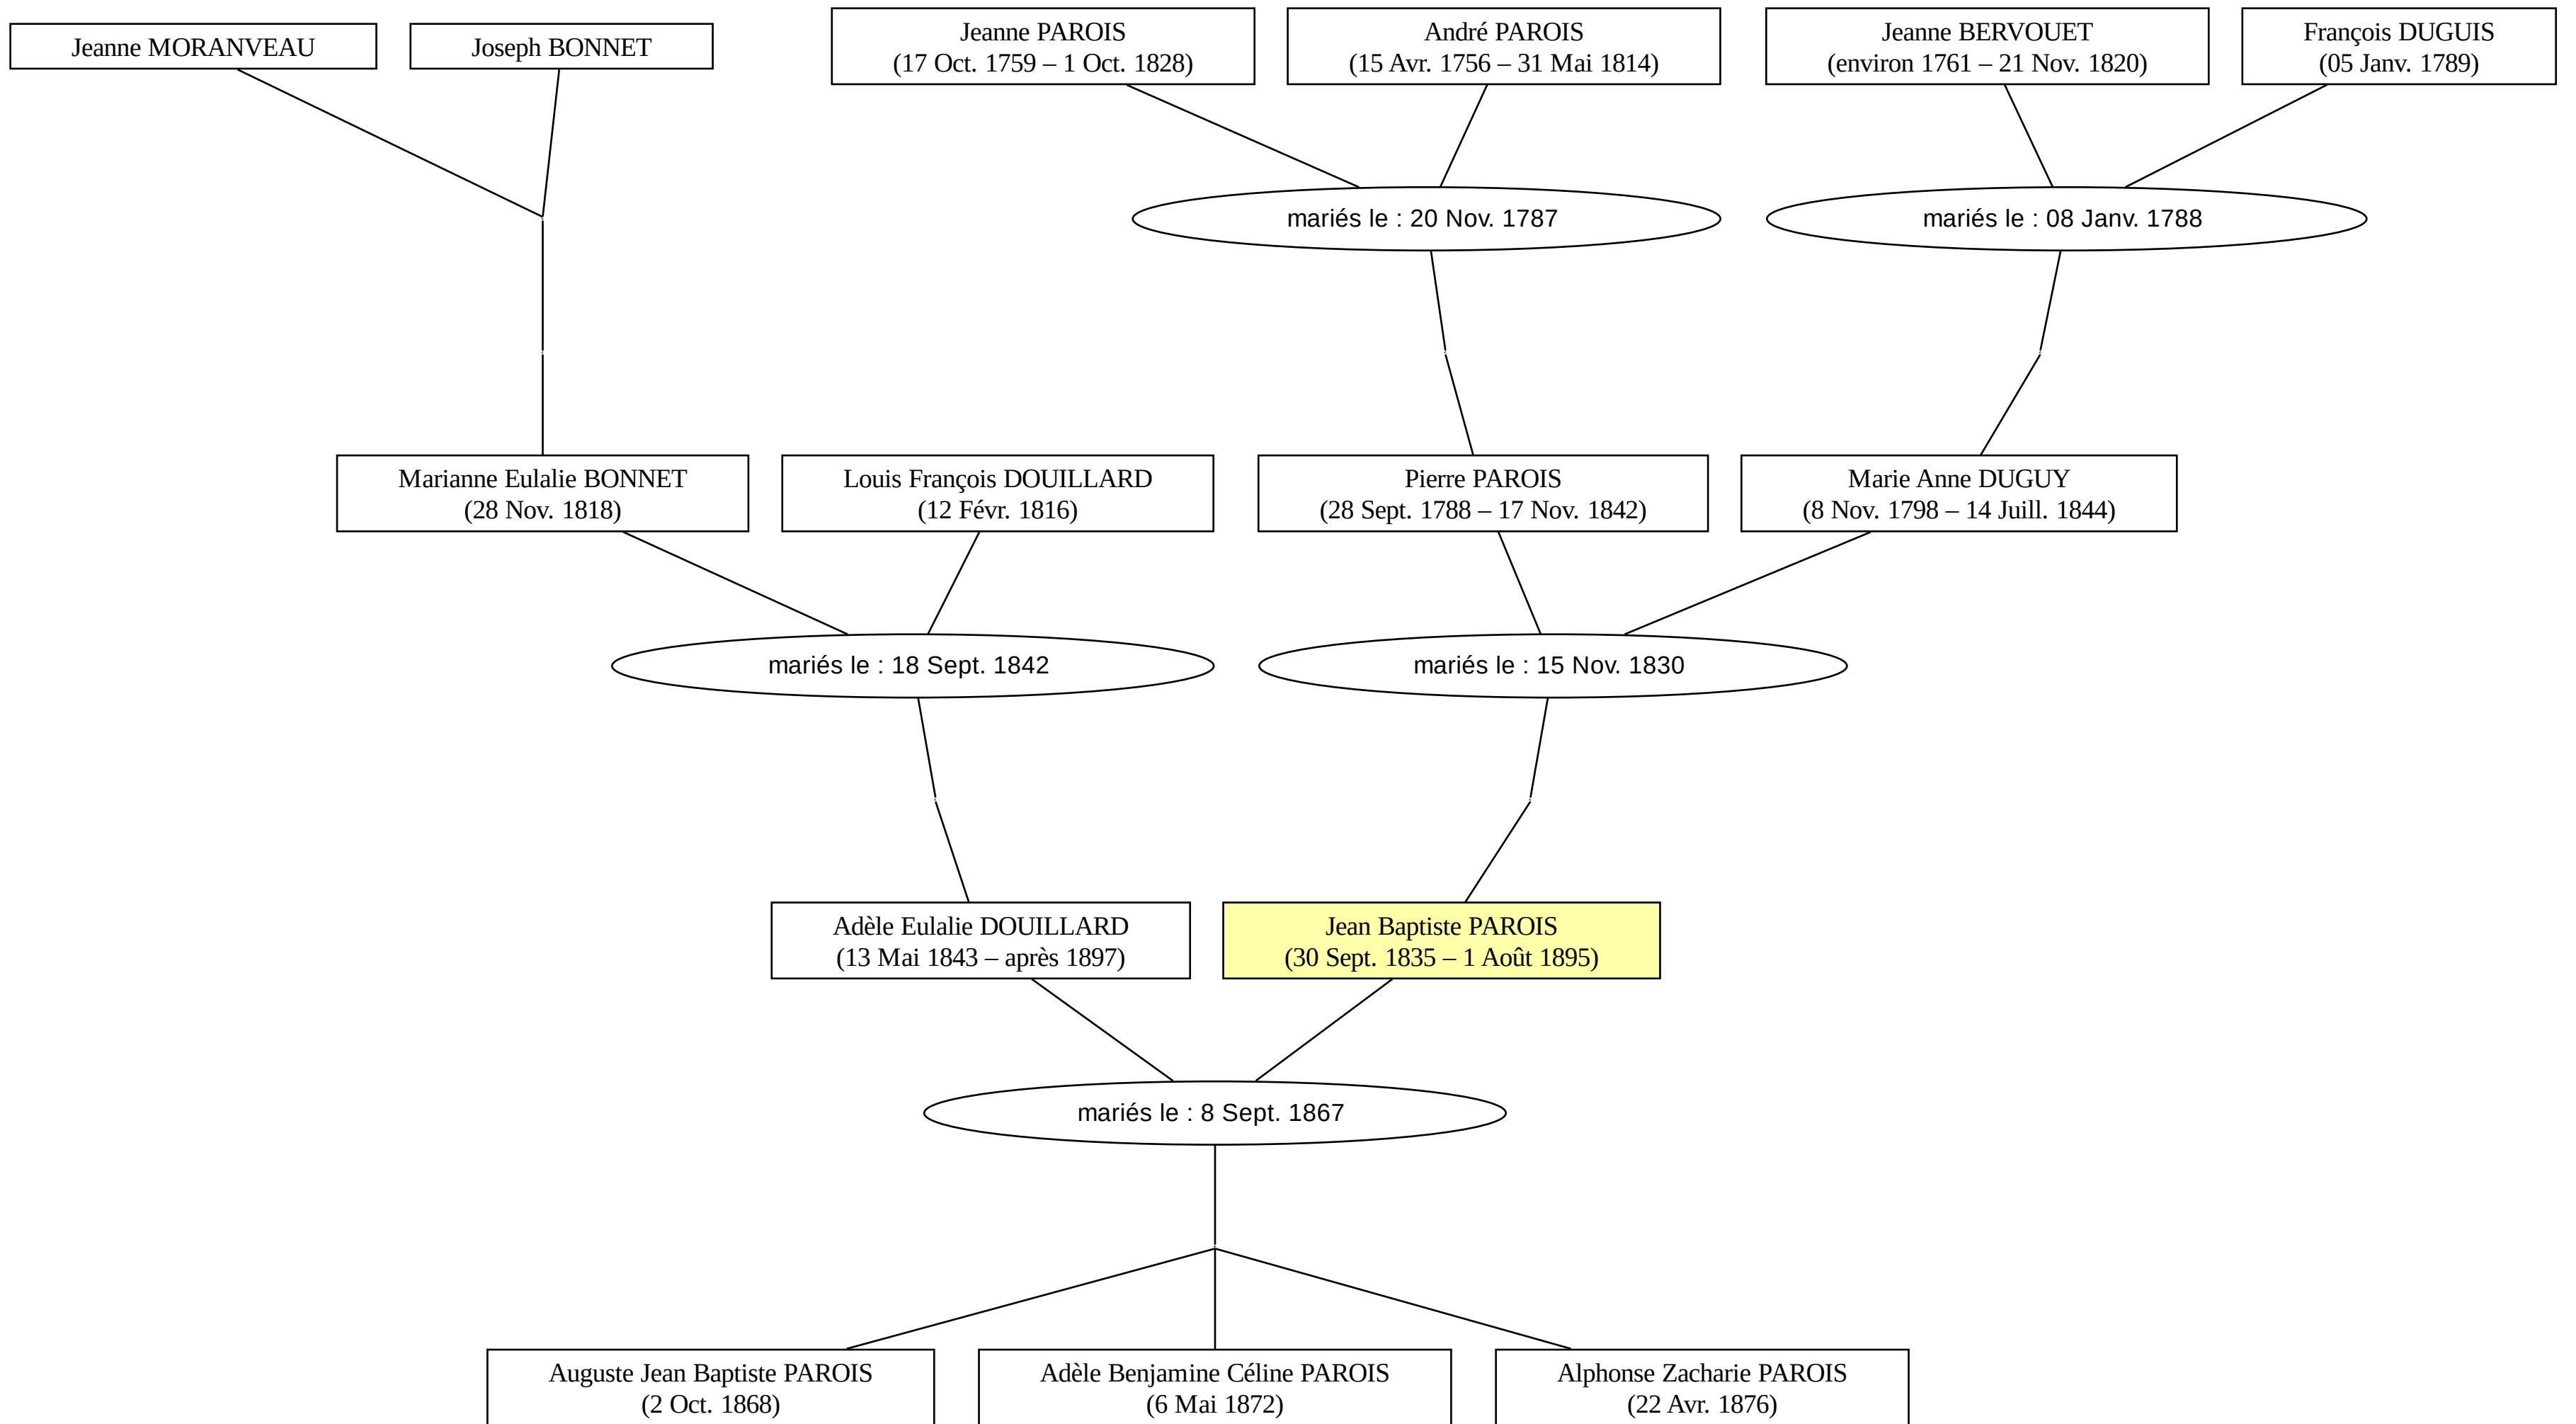 Jeanne MORANVEAU
Joseph BONNET
Jeanne PAROIS
(17 Oct. 1759 – 1 Oct. 1828)
André PAROIS
(15 Avr. 1756 – 31 Mai 1814)
Jeanne BERVOUET
(environ 1761 – 21 Nov. 1820)
François DUGUIS
(05 Janv. 1789)
mariés le : 20 Nov. 1787
mariés le : 08 Janv. 1788
Marianne Eulalie BONNET
(28 Nov. 1818)
Louis François DOUILLARD
(12 Févr. 1816)
Pierre PAROIS
(28 Sept. 1788 – 17 Nov. 1842)
Marie Anne DUGUY
(8 Nov. 1798 – 14 Juill. 1844)
mariés le : 18 Sept. 1842
mariés le : 15 Nov. 1830
Adèle Eulalie DOUILLARD
(13 Mai 1843 – après 1897)
Jean Baptiste PAROIS
(30 Sept. 1835 – 1 Août 1895)
mariés le : 8 Sept. 1867
Auguste Jean Baptiste PAROIS
(2 Oct. 1868)
Adèle Benjamine Céline PAROIS
(6 Mai 1872)
Alphonse Zacharie PAROIS
(22 Avr. 1876)